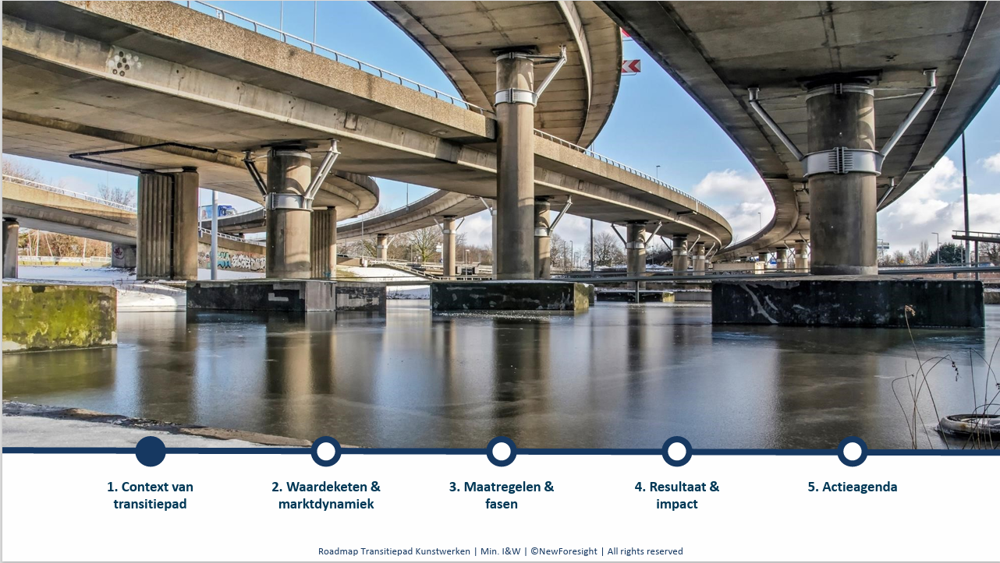 1. Context van
transitiepad
2. Waardeketen &
marktdynamiek
3. Maatregelen &
fasen
4. Resultaat &
impact
5. Actieagenda
Roadmap Transitiepad Kunstwerken | Min. I&W | ©NewForesight | All rights reserved